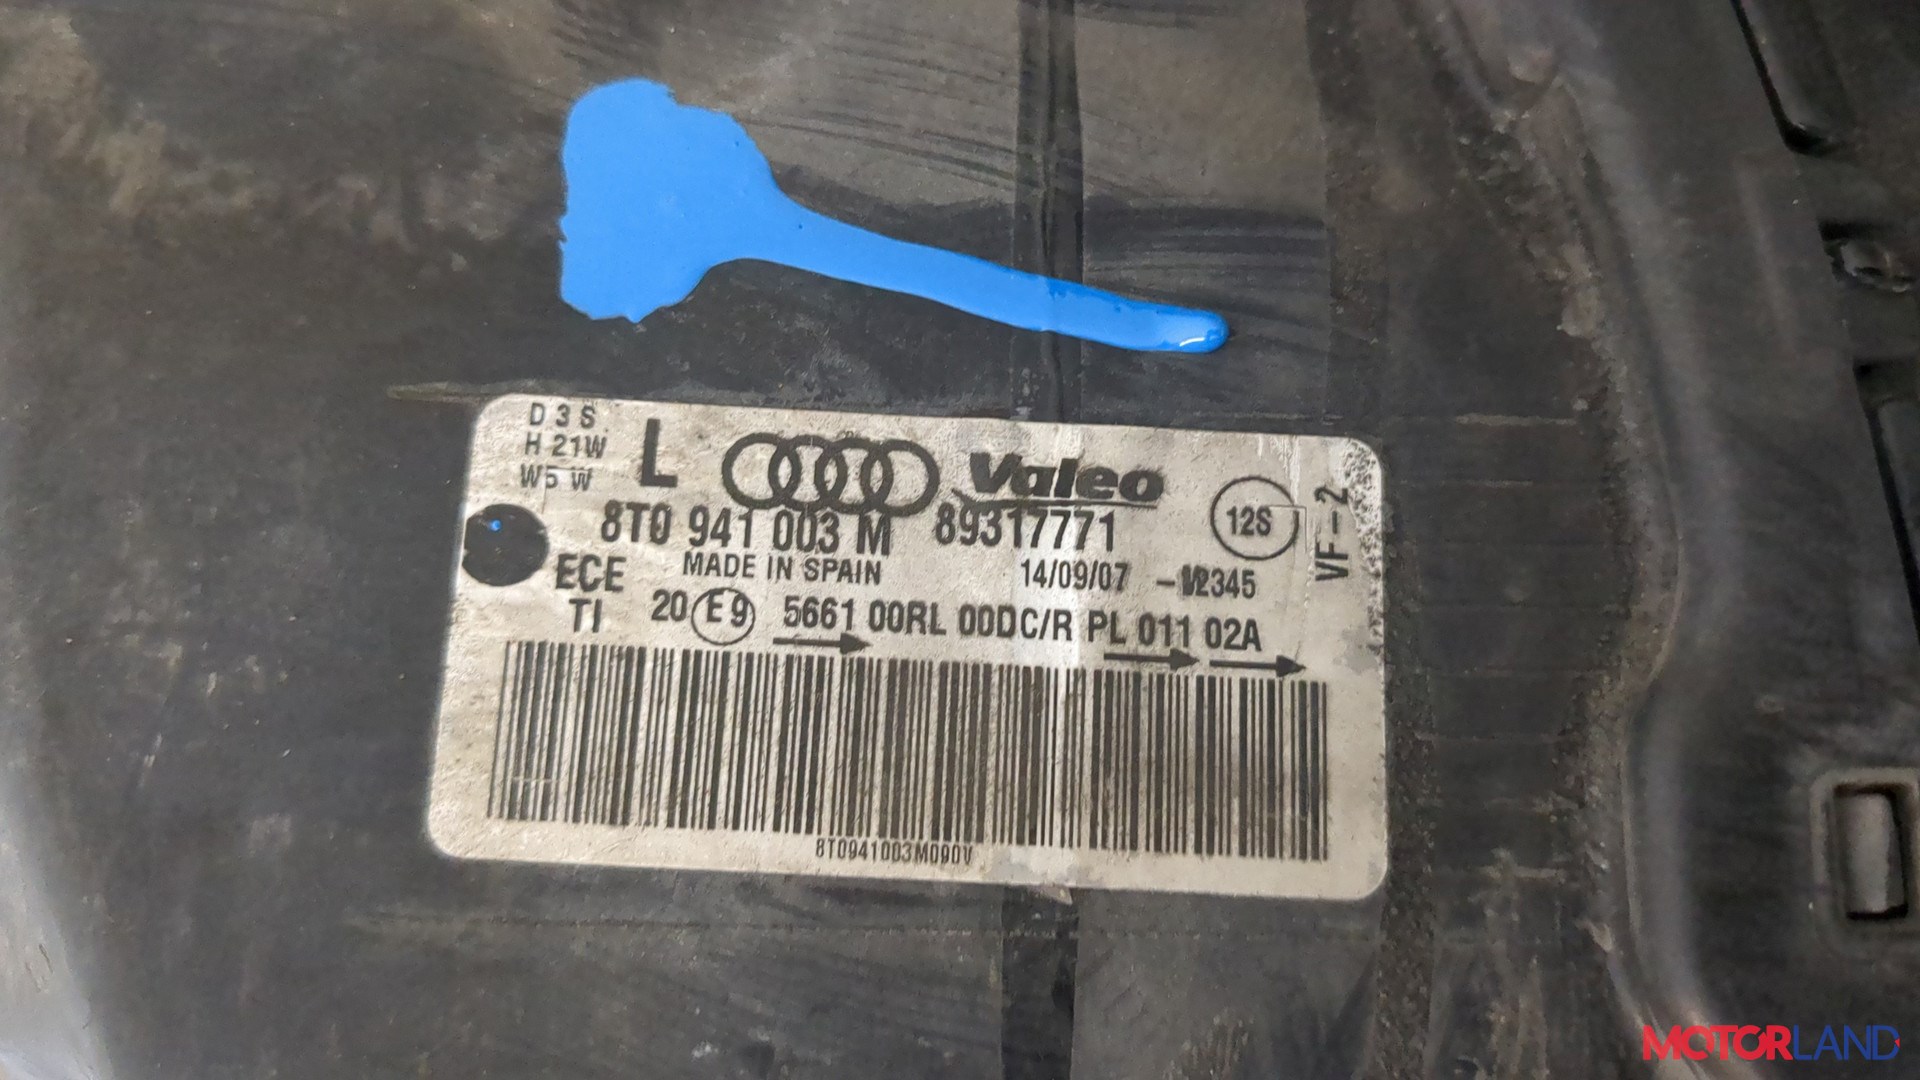 D3S
H 21W
W5W
L
Valeo
8T0 941 003 M 89317771
12S
VF-2
ECE
MADE IN SPAIN 14/09/07
TI
20 E9 5661 00RL 00DC/R PL 011 02A
8T0941003M090V
MOTORLAND